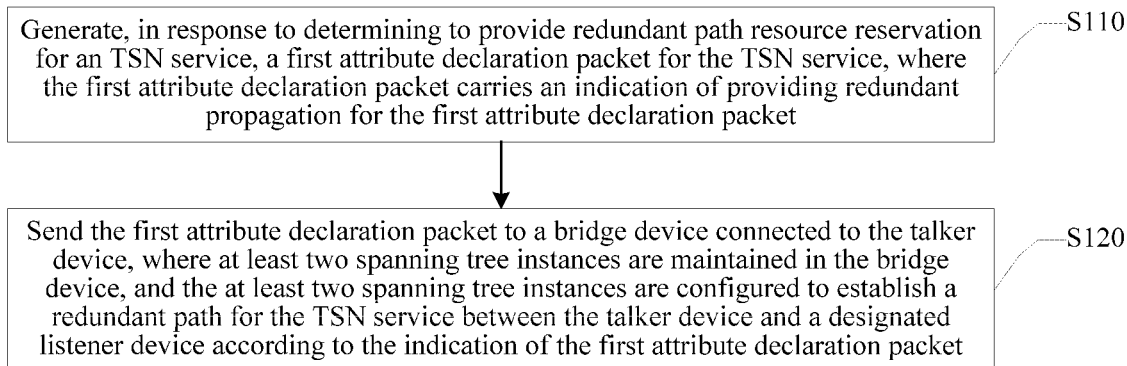 Generate, in response to determining to provide redundant path resource reservation
for an TSN service, a first attribute declaration packet for the TSN service, where
the first attribute declaration packet carries an indication of providing redundant
propagation for the first attribute declaration packet
S110
Send the first attribute declaration packet to a bridge device connected to the talker
device, where at least two spanning tree instances are maintained in the bridge
device, and the at least two spanning tree instances are configured to establish a
redundant path for the TSN service between the talker device and a designated
listener device according to the indication of the first attribute declaration packet
S120